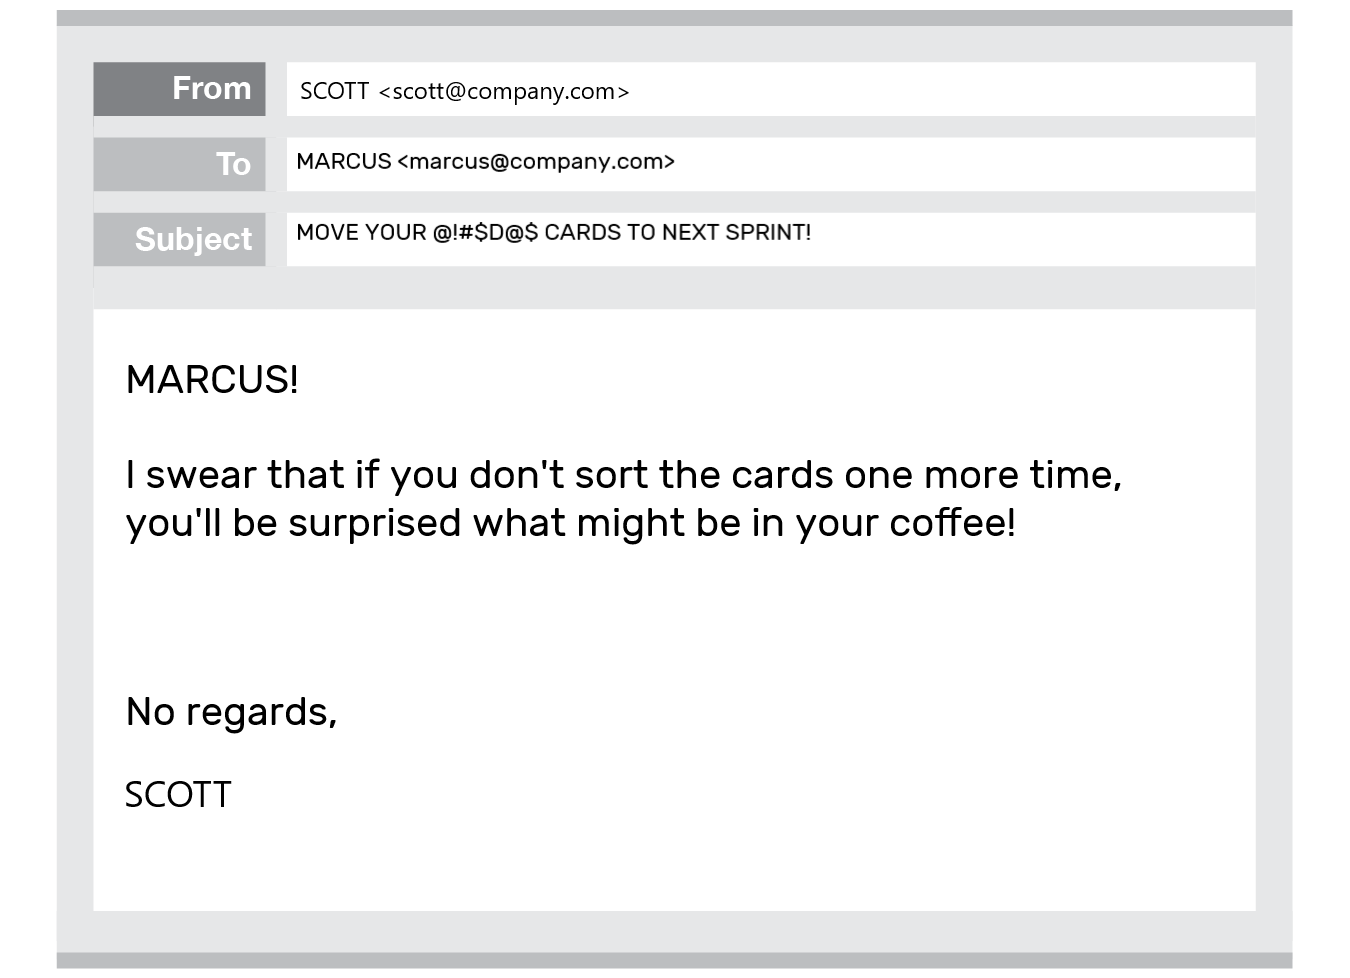 From
SCOTT <scott@company.com>
To
MARCUS <marcus@company.com>
Subject
MOVE YOUR @!#$D@$ CARDS TO NEXT SPRINT!
MARCUS!
I swear that if you don't sort the cards one more time,
you'll be surprised what might be in your coffee!
No regards,
SCOTT